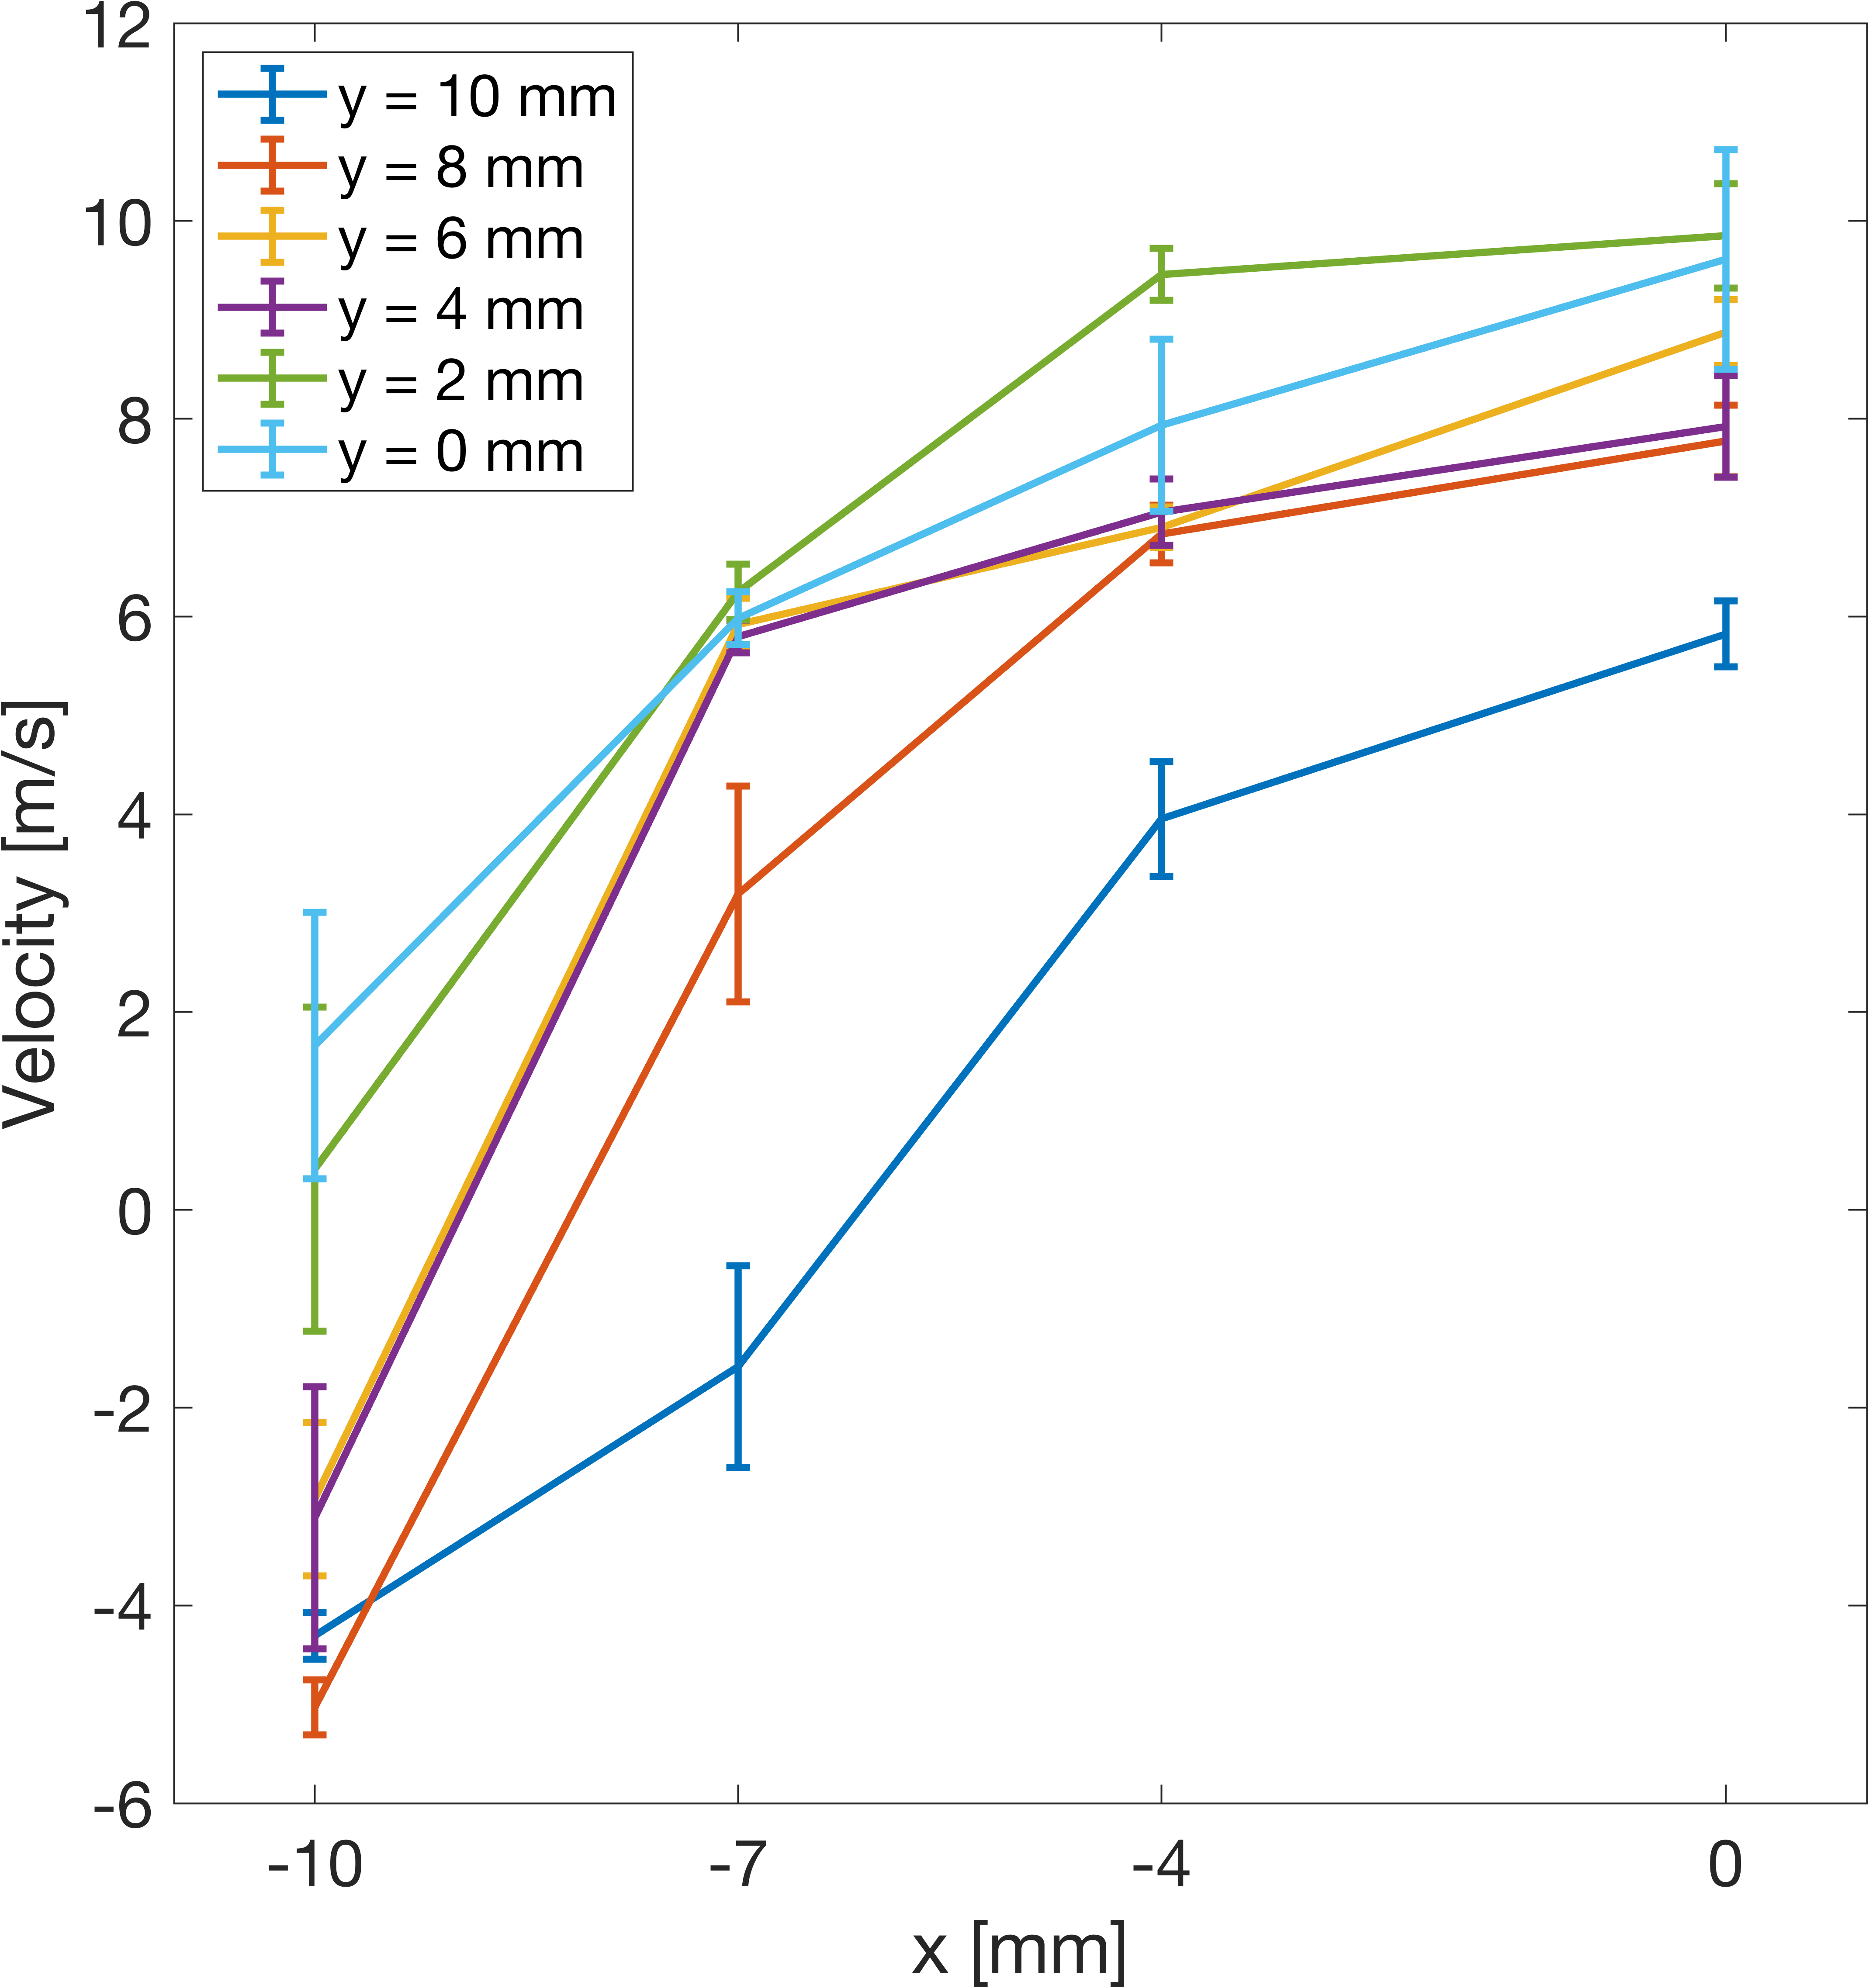 12
10
8
6
4
2
0
-2
-4
-6
Velocity [m/s]
y = 10 mm
y = 8 mm
y = 6 mm
y = 4 mm
y = 2 mm
y = 0 mm
-10 -7 -4 0
x [mm]